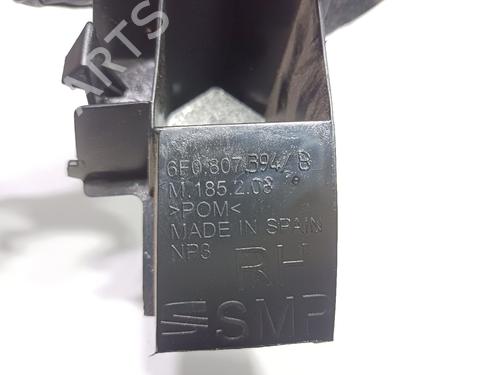 6F0 807 394/B
M.185.2.08
>POM<
MADE IN SPAIN
NP3
RH
SMP